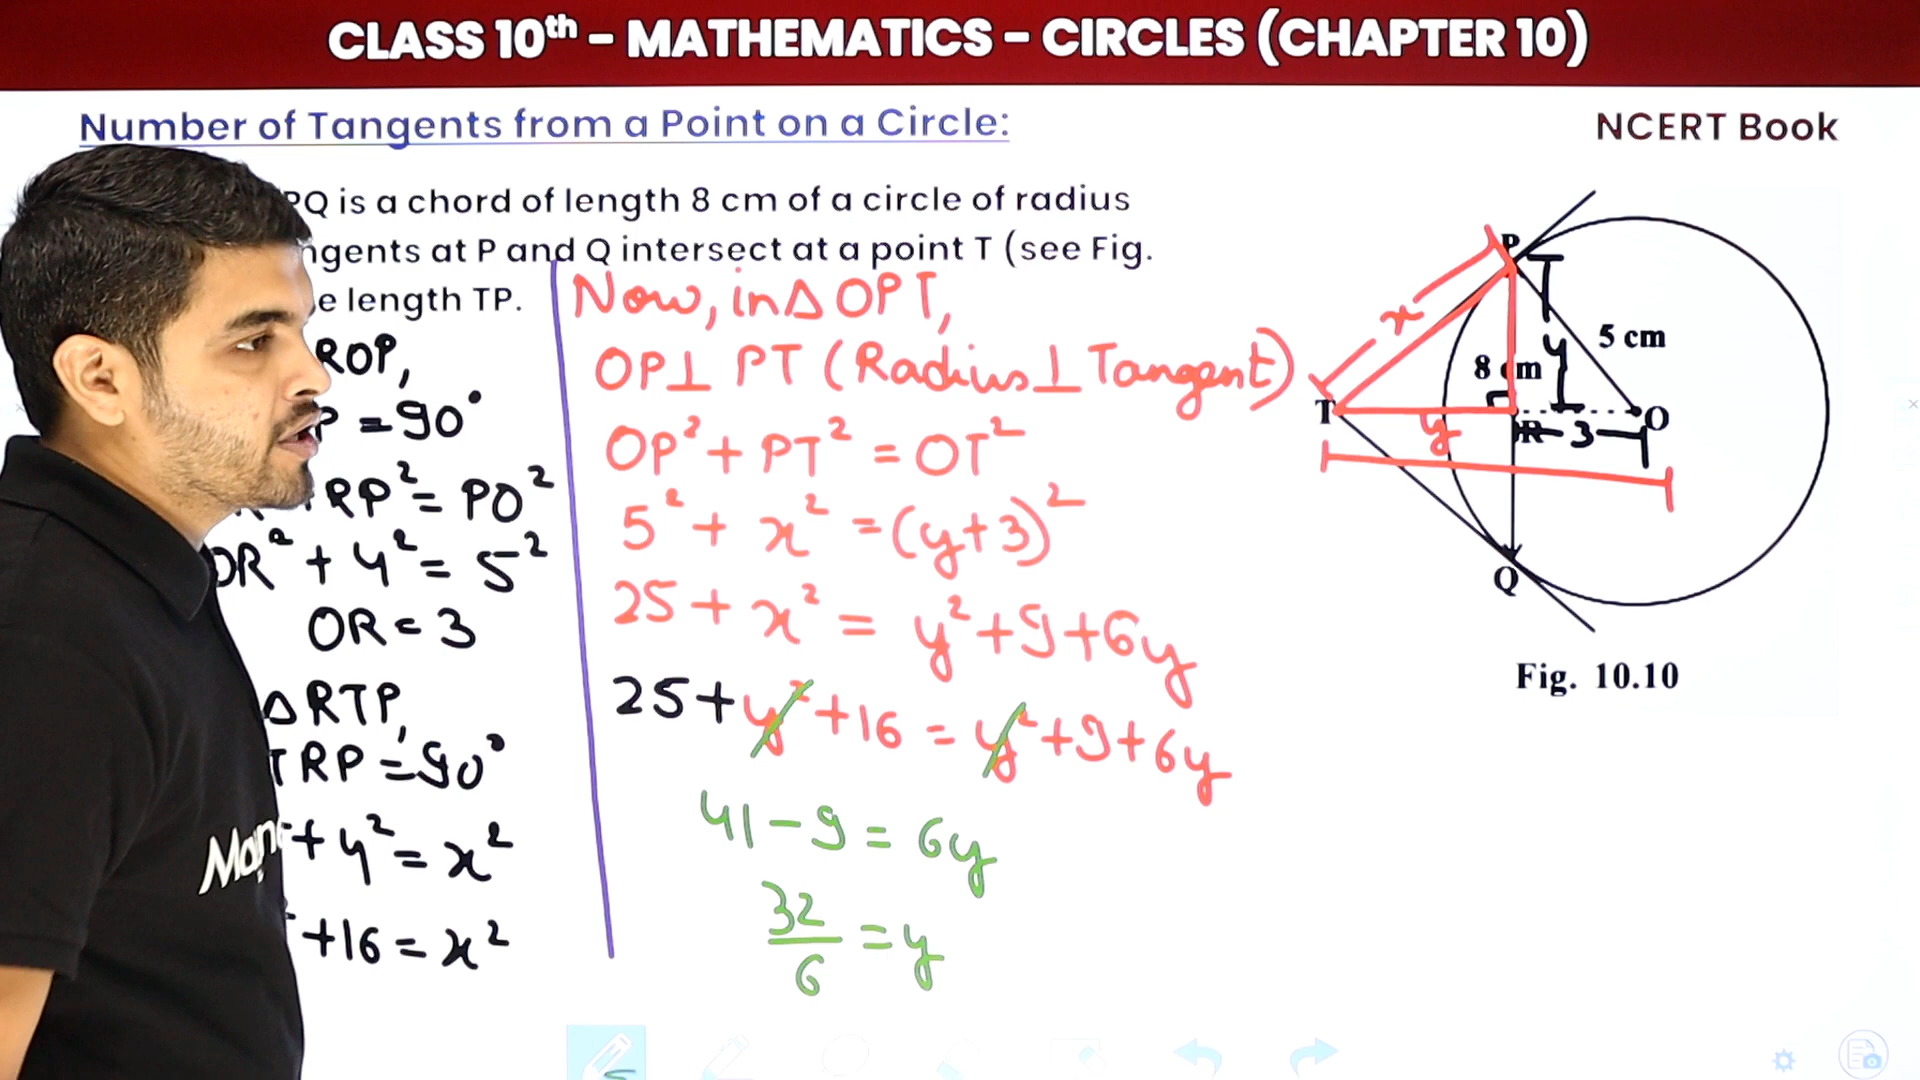 CLASS 10th - MATHEMATICS - CIRCLES (CHAPTER 10)
Number of Tangents from a Point on a Circle:
NCERT Book
PQ is a chord of length 8 cm of a circle of radius
ngents at P and Q intersect at a point T (see Fig.
e length TP.
ROP,
P = 90°
RP² = PO²
OR² + 4² = 5²
OR = 3
Δ RTP,
TRP = 90°
+ 4² = x²
+16 = x²
Now, in Δ OPT,
OP ⊥ PT (Radius ⊥ Tangent)
OP² + PT² = OT²
5² + x² = (y+3)²
25 + x² = y² + 9 + 6y
25 + y² + 16 = y² + 9 + 6y
41 - 9 = 6y
32/6 = y
P
x
4
5 cm
8 cm
T
y
R
3
O
Q
Fig. 10.10